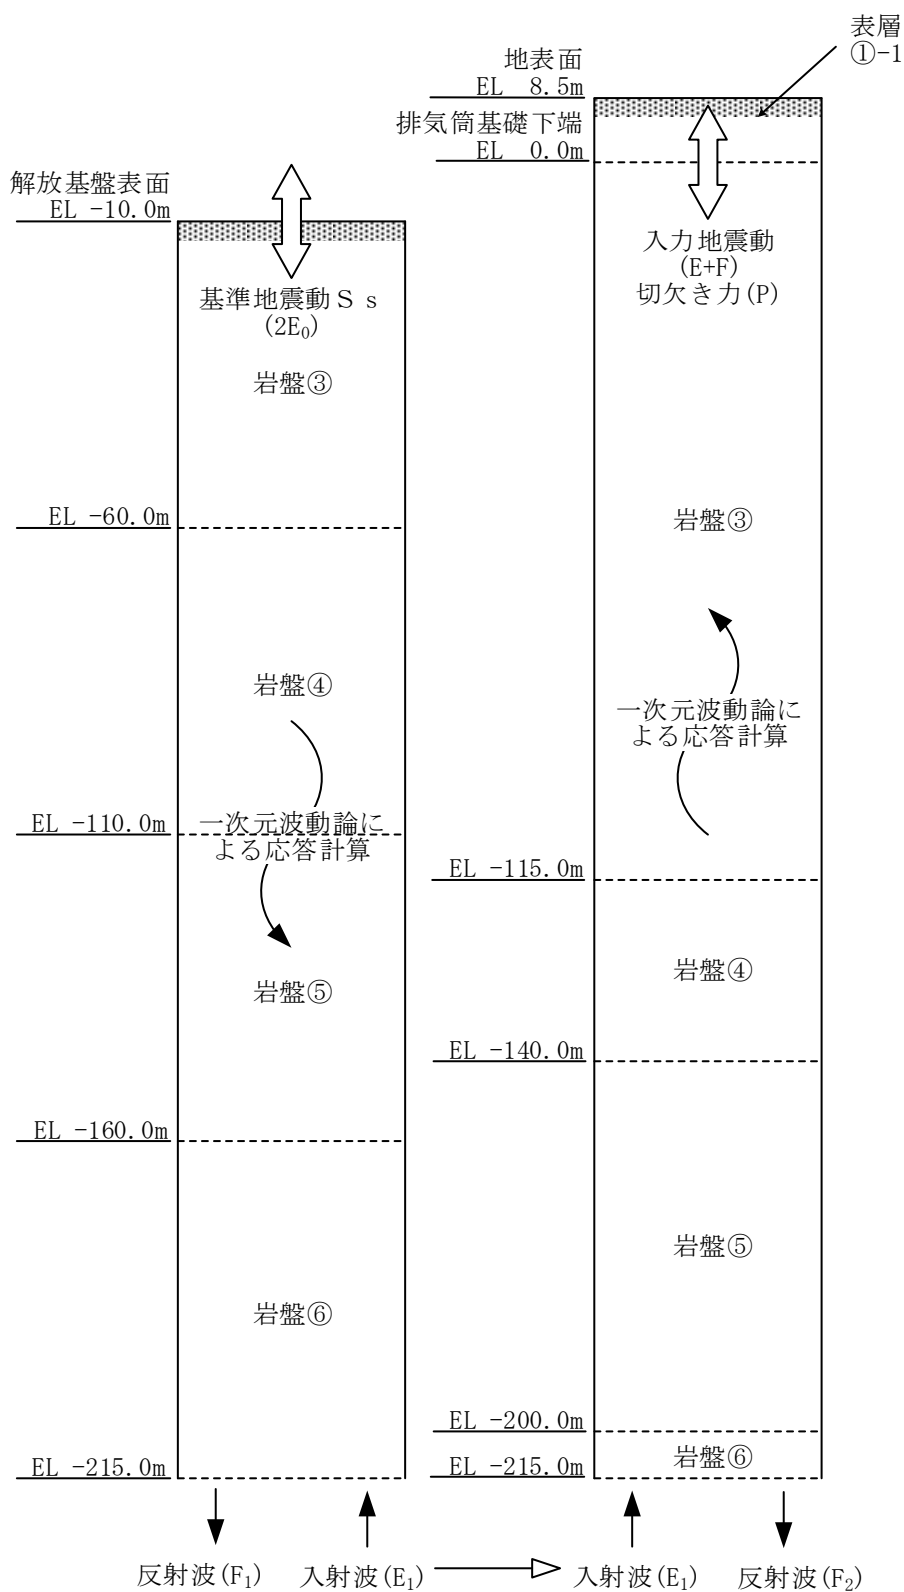 表層
①-1
地表面
EL 8.5m
排気筒基礎下端
EL 0.0m
解放基盤表面
EL -10.0m
基準地震動Ｓｓ
(2E₀)
岩盤③
EL -60.0m
岩盤④
EL -110.0m
一次元波動論に
よる応答計算
岩盤⑤
EL -160.0m
岩盤⑥
EL -215.0m
反射波(F₁)
入射波(E₁)
入力地震動
(E+F)
切欠き力(P)
岩盤③
一次元波動論に
よる応答計算
EL -115.0m
岩盤④
EL -140.0m
岩盤⑤
EL -200.0m
岩盤⑥
EL -215.0m
入射波(E₁)
反射波(F₂)